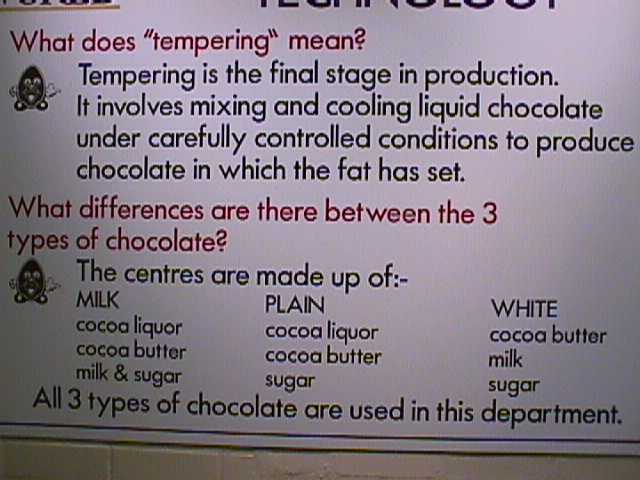 TECHNOLOGY
What does "tempering" mean?
Tempering is the final stage in production.
It involves mixing and cooling liquid chocolate
under carefully controlled conditions to produce
chocolate in which the fat has set.
What differences are there between the 3
types of chocolate?
The centres are made up of:-
MILK PLAIN WHITE
cocoa liquor cocoa liquor cocoa butter
cocoa butter cocoa butter milk
milk & sugar sugar sugar
All 3 types of chocolate are used in this department.